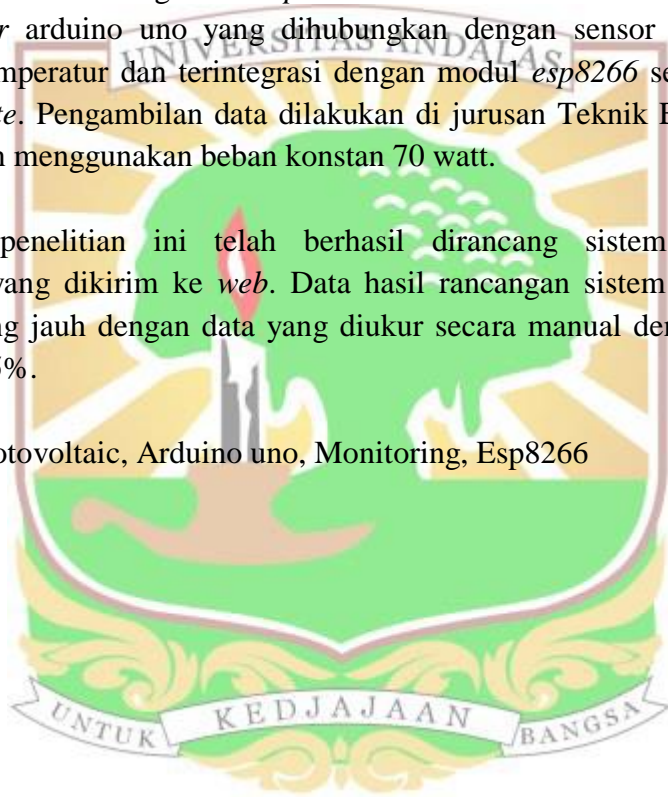 r arduino uno yang dihubungkan dengan sensor
mperatur dan terintegrasi dengan modul esp8266 se
te. Pengambilan data dilakukan di jurusan Teknik E
n menggunakan beban konstan 70 watt.
penelitian ini telah berhasil dirancang sistem
yang dikirim ke web. Data hasil rancangan sistem
ng jauh dengan data yang diukur secara manual den
%.
otovoltaic, Arduino uno, Monitoring, Esp8266
UNIVERSITAS ANDALAS
UNTUK KEDJAJAAN BANGSA